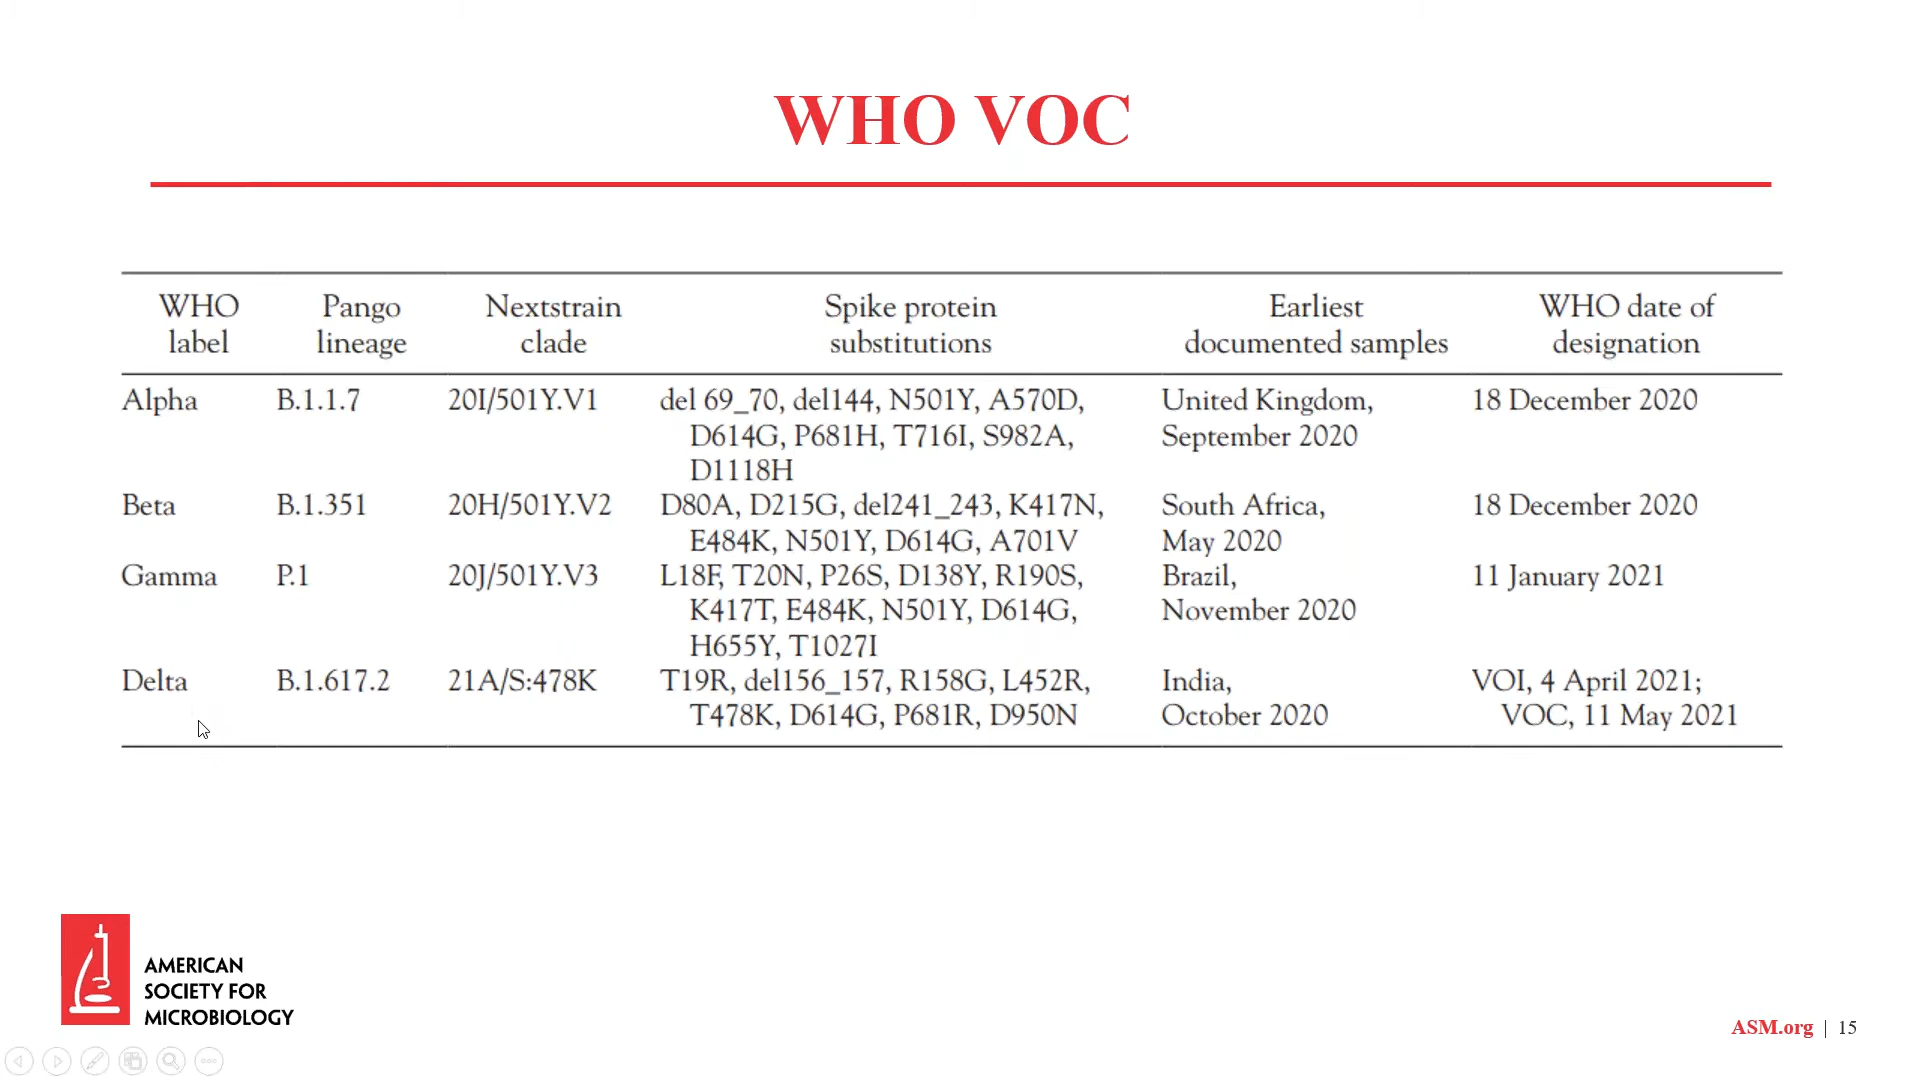 WHO VOC
WHO label
Pango lineage
Nextstrain clade
Spike protein substitutions
Earliest documented samples
WHO date of designation
Alpha B.1.1.7 20I/501Y.V1 del 69_70, del144, N501Y, A570D, United Kingdom, 18 December 2020
D614G, P681H, T716I, S982A, September 2020
D1118H
Beta B.1.351 20H/501Y.V2 D80A, D215G, del241_243, K417N, South Africa, 18 December 2020
E484K, N501Y, D614G, A701V May 2020
Gamma P.1 20J/501Y.V3 L18F, T20N, P26S, D138Y, R190S, Brazil, 11 January 2021
K417T, E484K, N501Y, D614G, November 2020
H655Y, T1027I
Delta B.1.617.2 21A/S:478K T19R, del156_157, R158G, L452R, India, VOI, 4 April 2021;
T478K, D614G, P681R, D950N October 2020 VOC, 11 May 2021
AMERICAN
SOCIETY FOR
MICROBIOLOGY
ASM.org | 15